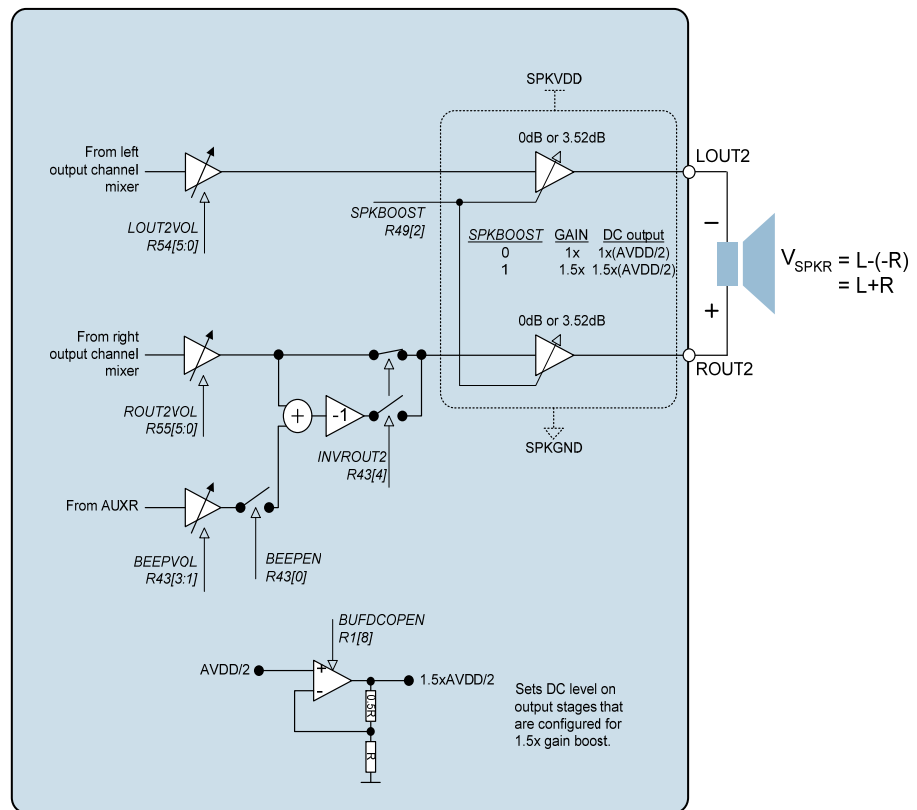 SPKVDD
0dB or 3.52dB
From left
output channel
mixer
LOUT2
LOUT2VOL
R54[5:0]
SPKBOOST
R49[2]
SPKBOOST GAIN DC output
0 1x 1x(AVDD/2)
1 1.5x 1.5x(AVDD/2)
–
+
VSPKR = L-(-R)
= L+R
0dB or 3.52dB
From right
output channel
mixer
ROUT2
ROUT2VOL
R55[5:0]
+
-1
INVROUT2
R43[4]
SPKGND
From AUXR
BEEPVOL
R43[3:1]
BEEPEN
R43[0]
BUFDCOPEN
R1[8]
AVDD/2
+
-
1.5xAVDD/2
0.5R
R
Sets DC level on
output stages that
are configured for
1.5x gain boost.